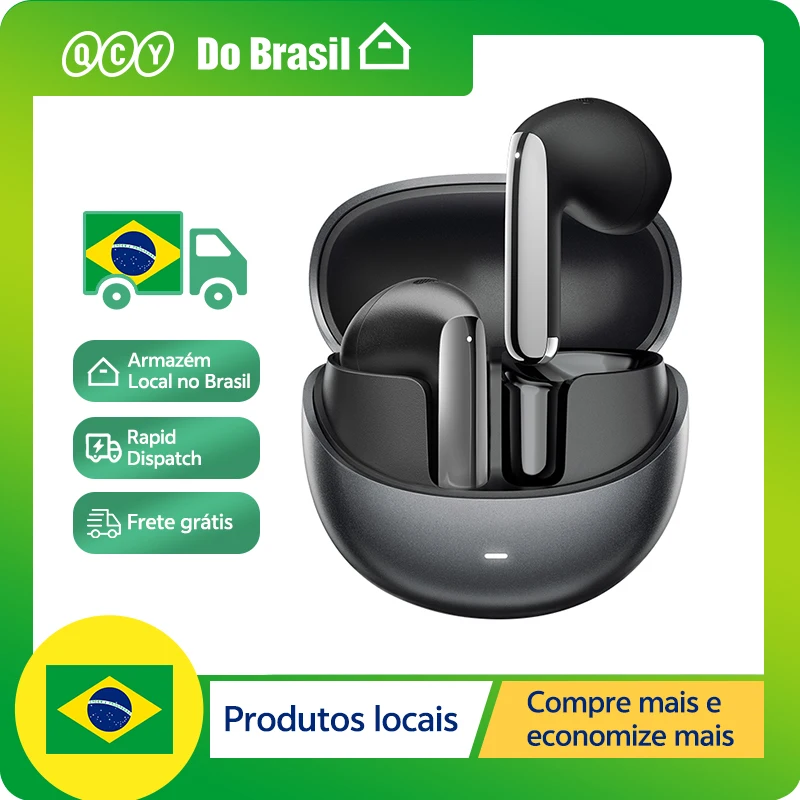 QCY Do Brasil
Armazém
Local no Brasil
Rapid
Dispatch
Frete grátis
Produtos locais
Compre mais e
economize mais